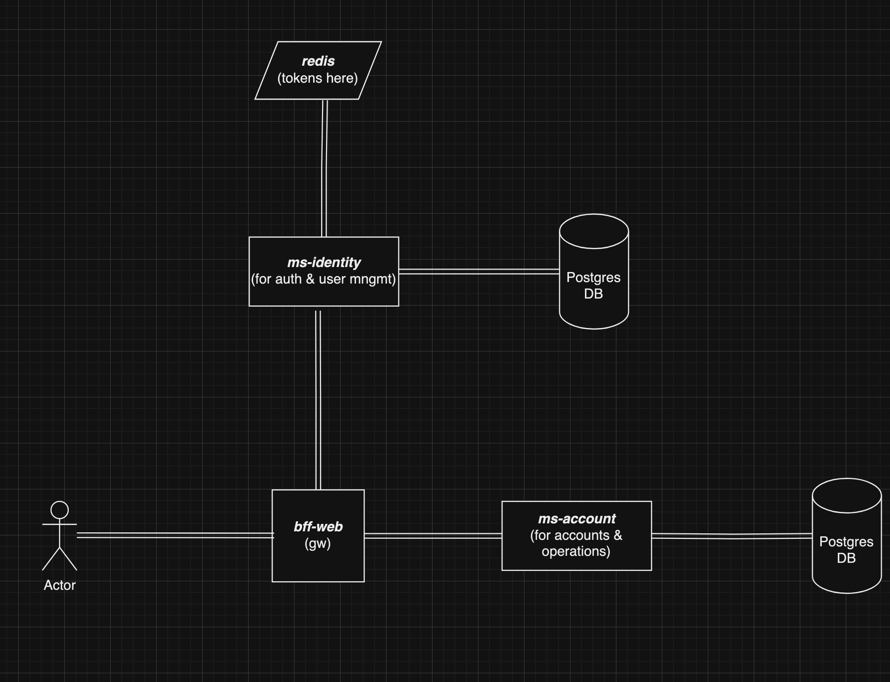 redis
(tokens here)
ms-identity
(for auth & user mngmt)
Postgres
DB
bff-web
(gw)
ms-account
(for accounts &
operations)
Postgres
DB
Actor